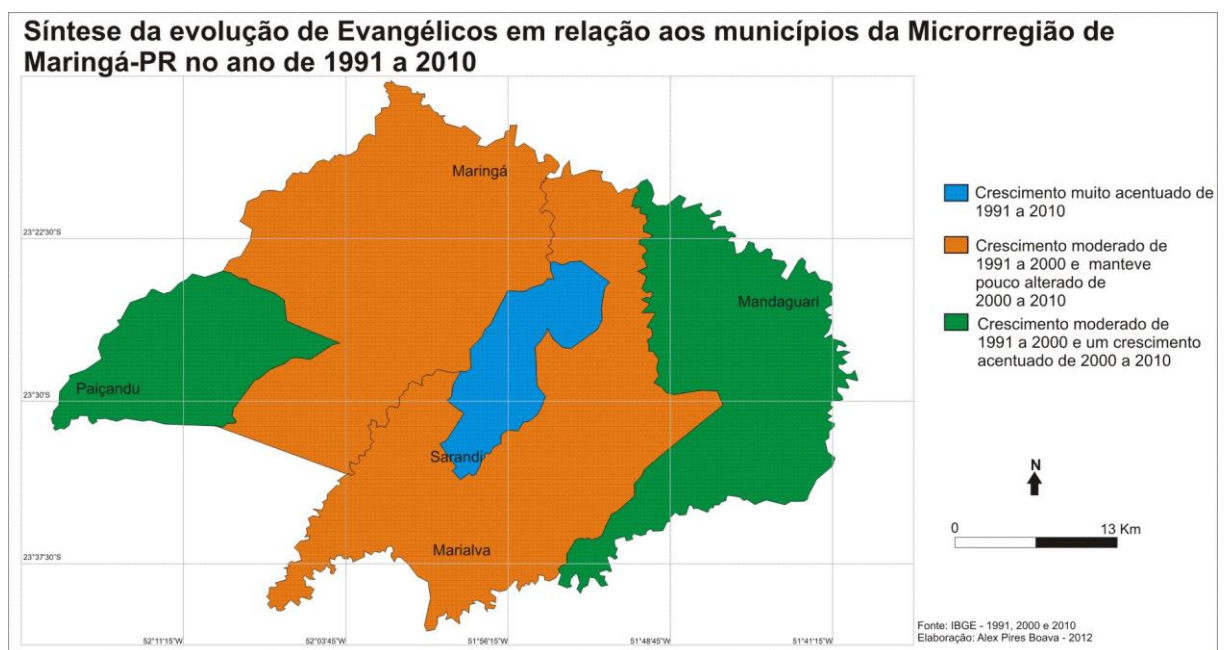 Síntese da evolução de Evangélicos em relação aos municípios da Microrregião de
Maringá-PR no ano de 1991 a 2010
Maringá
Mandaguari
Paiçandu
Sarandi
Marialva
23°22'30"S
23°30'S
23°37'30"S
52°11'15"W
52°03'45"W
51°56'15"W
51°48'45"W
51°41'15"W
Crescimento muito acentuado de
1991 a 2010
Crescimento moderado de
1991 a 2000 e manteve
pouco alterado de
2000 a 2010
Crescimento moderado de
1991 a 2000 e um crescimento
acentuado de 2000 a 2010
N
0
13 Km
Fonte: IBGE - 1991, 2000 e 2010
Elaboração: Alex Pires Boava - 2012